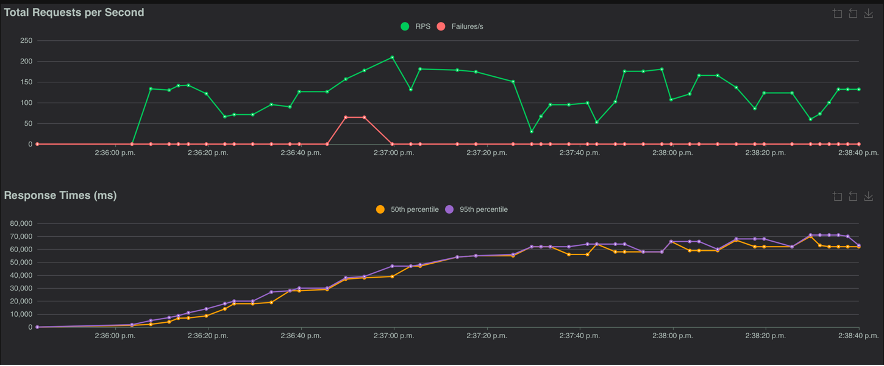 Total Requests per Second
RPS Failures/s
250
200
150
100
50
0
2:36:00 p.m. 2:36:20 p.m. 2:36:40 p.m. 2:37:00 p.m. 2:37:20 p.m. 2:37:40 p.m. 2:38:00 p.m. 2:38:20 p.m. 2:38:40 p.m.
Response Times (ms)
50th percentile 95th percentile
80,000
70,000
60,000
50,000
40,000
30,000
20,000
10,000
0
2:36:00 p.m. 2:36:20 p.m. 2:36:40 p.m. 2:37:00 p.m. 2:37:20 p.m. 2:37:40 p.m. 2:38:00 p.m. 2:38:20 p.m. 2:38:40 p.m.